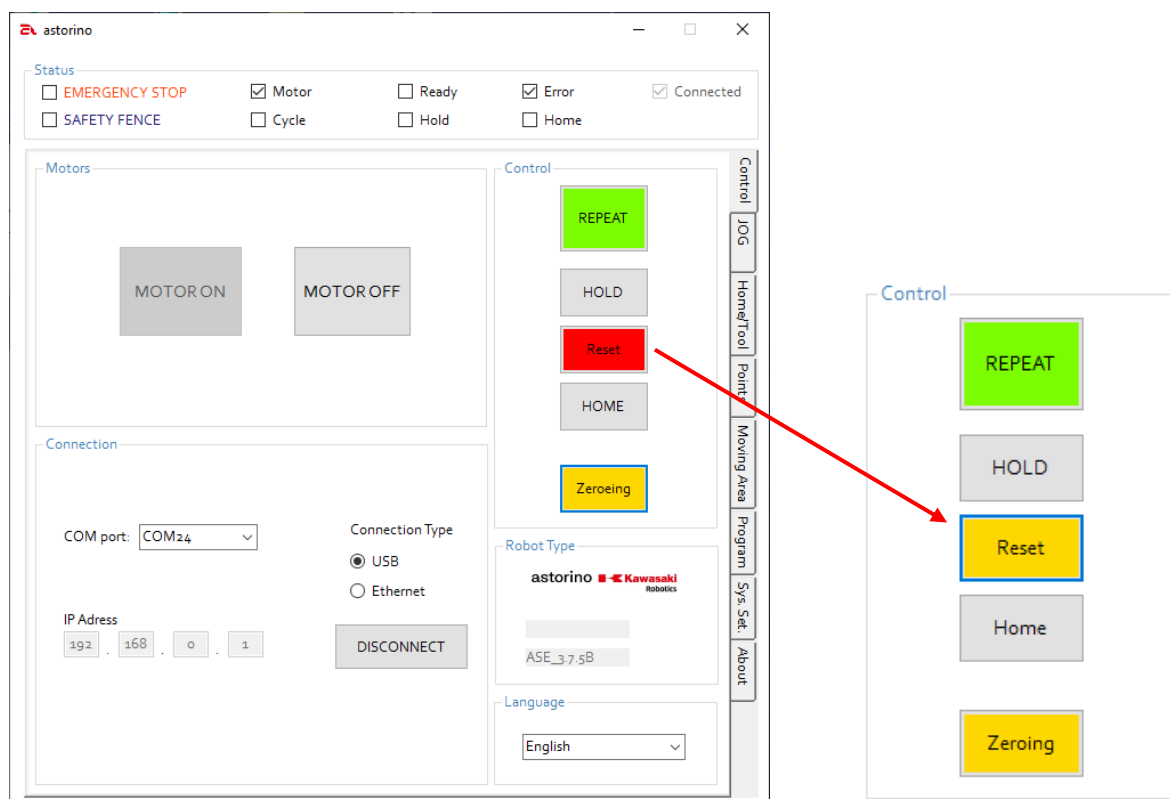 astorino
Status
EMERGENCY STOP
Motor
Ready
Error
Connected
SAFETY FENCE
Cycle
Hold
Home
Motors
MOTOR ON
MOTOR OFF
Control
REPEAT
HOLD
Reset
HOME
Zeroeing
Control
JOG
Home/Tool
Points
Moving Area
Program
Sys. Set.
About
Connection
COM port:
COM24
Connection Type
USB
Ethernet
IP Adress
192 . 168 . 0 . 1
DISCONNECT
Robot Type
astorino Kawasaki
Robotics
ASE_3.7.5B
Language
English
Control
REPEAT
HOLD
Reset
Home
Zeroing